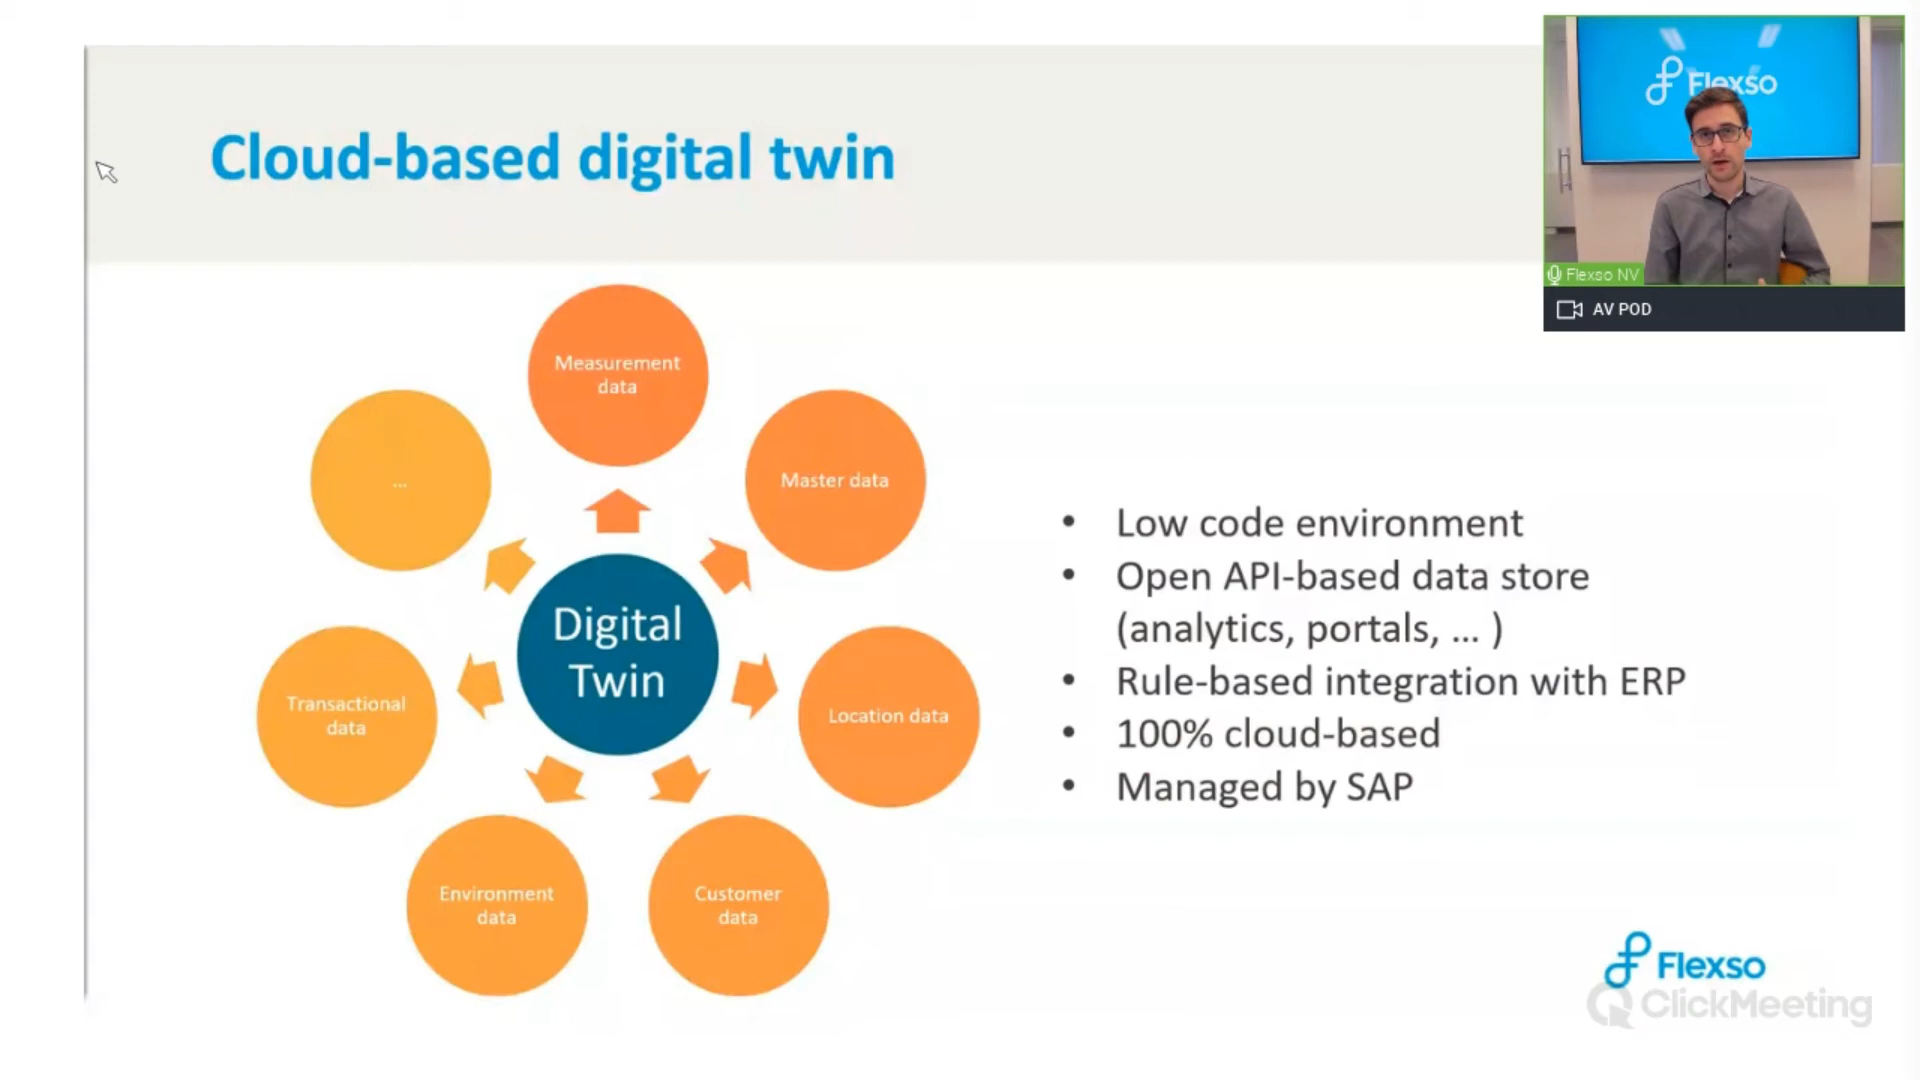 Cloud-based digital twin
Flexso
Flexso NV
AV POD
Measurement
data
...
Master data
Digital
Twin
Transactional
data
Location data
Environment
data
Customer
data
• Low code environment
• Open API-based data store
(analytics, portals, ... )
• Rule-based integration with ERP
• 100% cloud-based
• Managed by SAP
Flexso
ClickMeeting